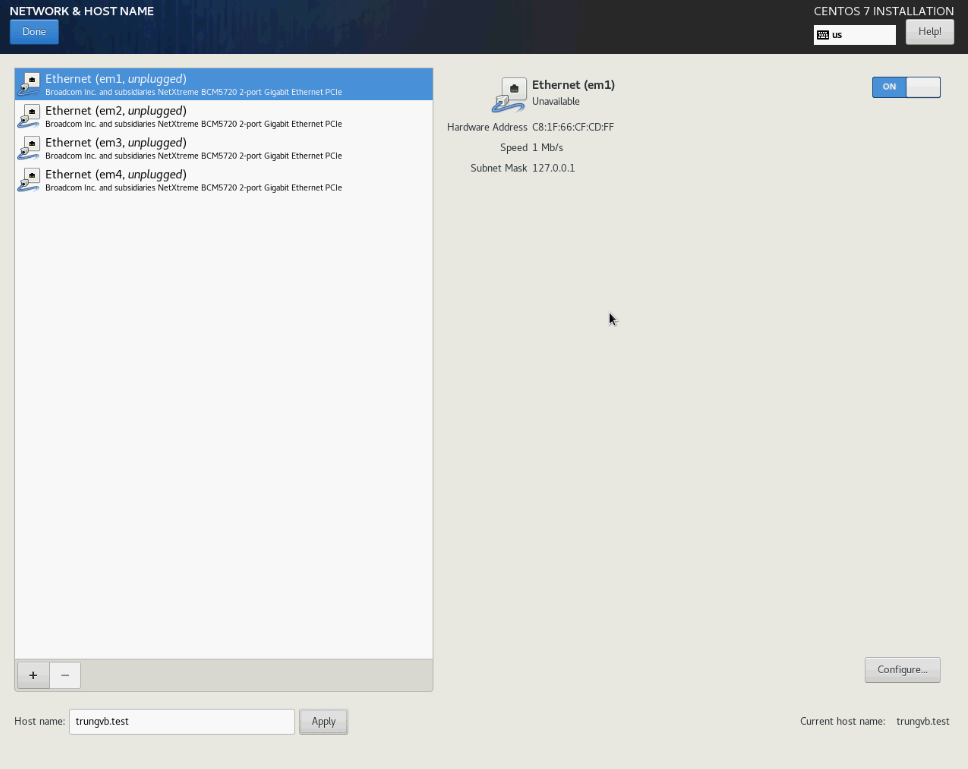 NETWORK & HOST NAME
CENTOS 7 INSTALLATION
Done
us
Help!
Ethernet (em1, unplugged)
Broadcom Inc. and subsidiaries NetXtreme BCM5720 2-port Gigabit Ethernet PCIe
Ethernet (em2, unplugged)
Broadcom Inc. and subsidiaries NetXtreme BCM5720 2-port Gigabit Ethernet PCIe
Ethernet (em3, unplugged)
Broadcom Inc. and subsidiaries NetXtreme BCM5720 2-port Gigabit Ethernet PCIe
Ethernet (em4, unplugged)
Broadcom Inc. and subsidiaries NetXtreme BCM5720 2-port Gigabit Ethernet PCIe
Ethernet (em1)
Unavailable
ON
Hardware Address C8:1F:66:CF:CD:FF
Speed 1 Mb/s
Subnet Mask 127.0.0.1
+ −
Configure...
Host name: trungvb.test Apply
Current host name: trungvb.test